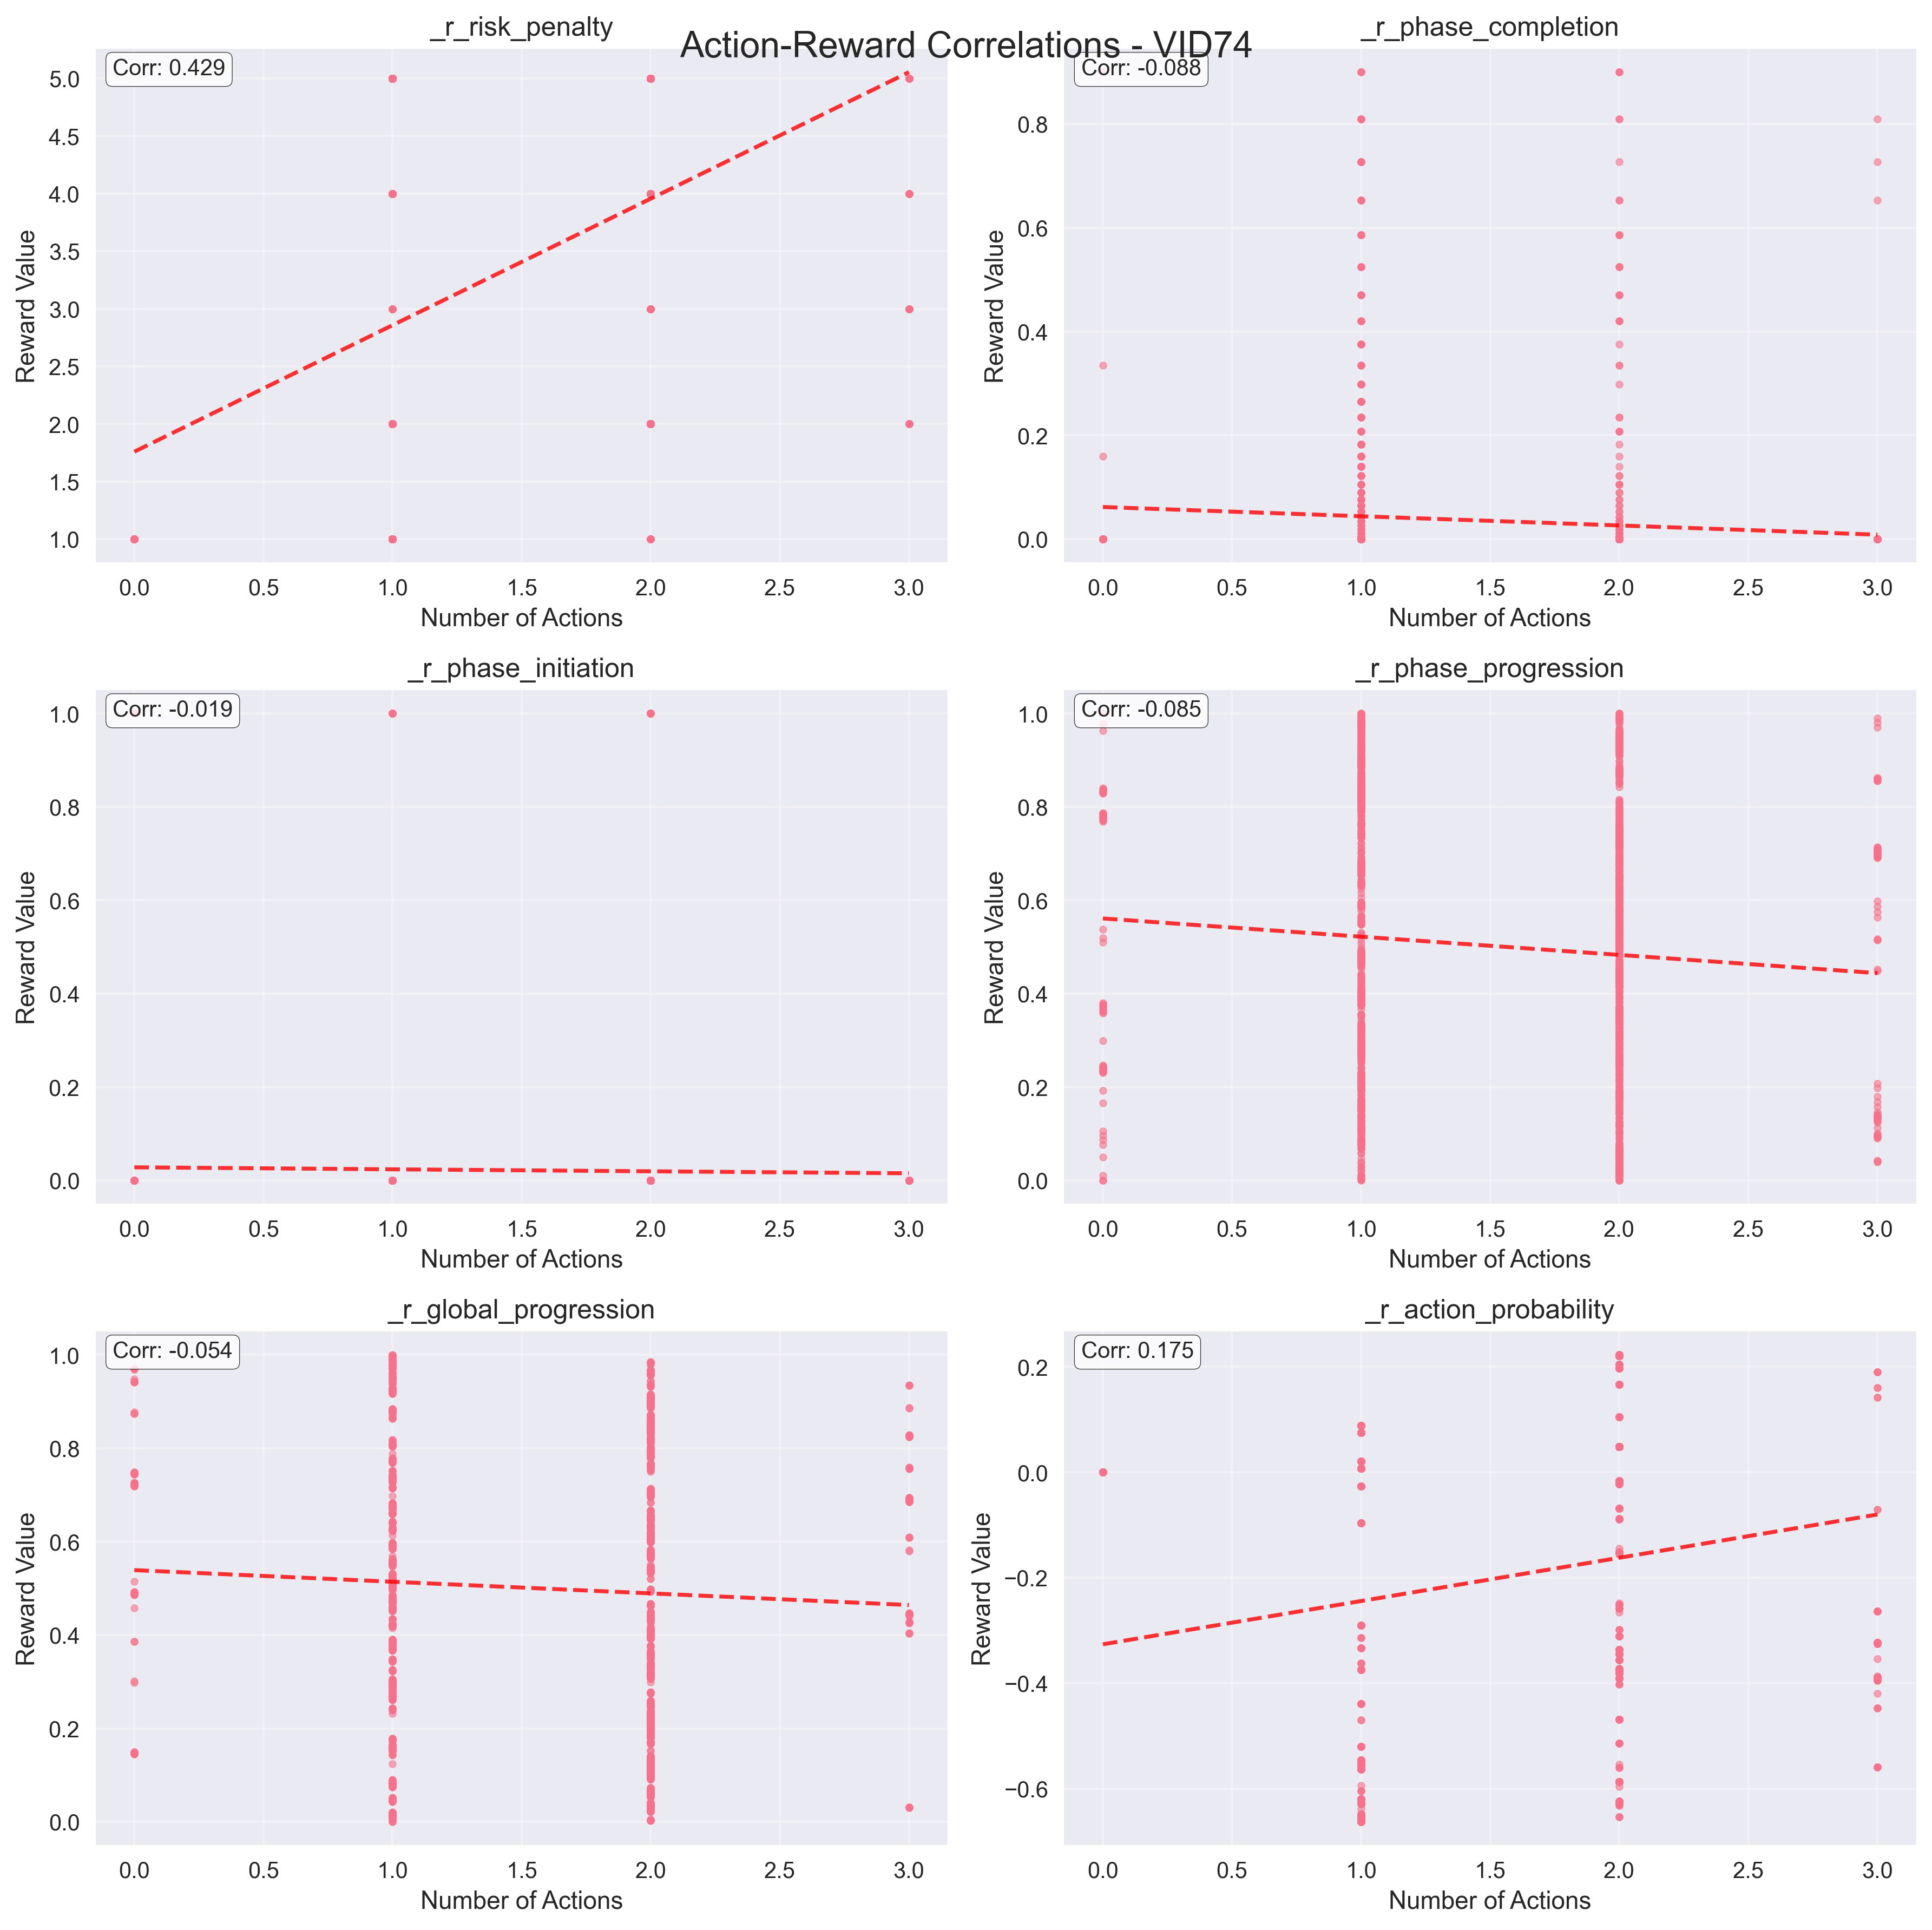 Action-Reward Correlations - VID74
_r_risk_penalty
Corr: 0.429
Reward Value
5.0
4.5
4.0
3.5
3.0
2.5
2.0
1.5
1.0
0.0 0.5 1.0 1.5 2.0 2.5 3.0
Number of Actions
_r_phase_completion
Corr: -0.088
Reward Value
0.8
0.6
0.4
0.2
0.0
0.0 0.5 1.0 1.5 2.0 2.5 3.0
Number of Actions
_r_phase_initiation
Corr: -0.019
Reward Value
1.0
0.8
0.6
0.4
0.2
0.0
0.0 0.5 1.0 1.5 2.0 2.5 3.0
Number of Actions
_r_phase_progression
Corr: -0.085
Reward Value
1.0
0.8
0.6
0.4
0.2
0.0
0.0 0.5 1.0 1.5 2.0 2.5 3.0
Number of Actions
_r_global_progression
Corr: -0.054
Reward Value
1.0
0.8
0.6
0.4
0.2
0.0
0.0 0.5 1.0 1.5 2.0 2.5 3.0
Number of Actions
_r_action_probability
Corr: 0.175
Reward Value
0.2
0.0
−0.2
−0.4
−0.6
0.0 0.5 1.0 1.5 2.0 2.5 3.0
Number of Actions